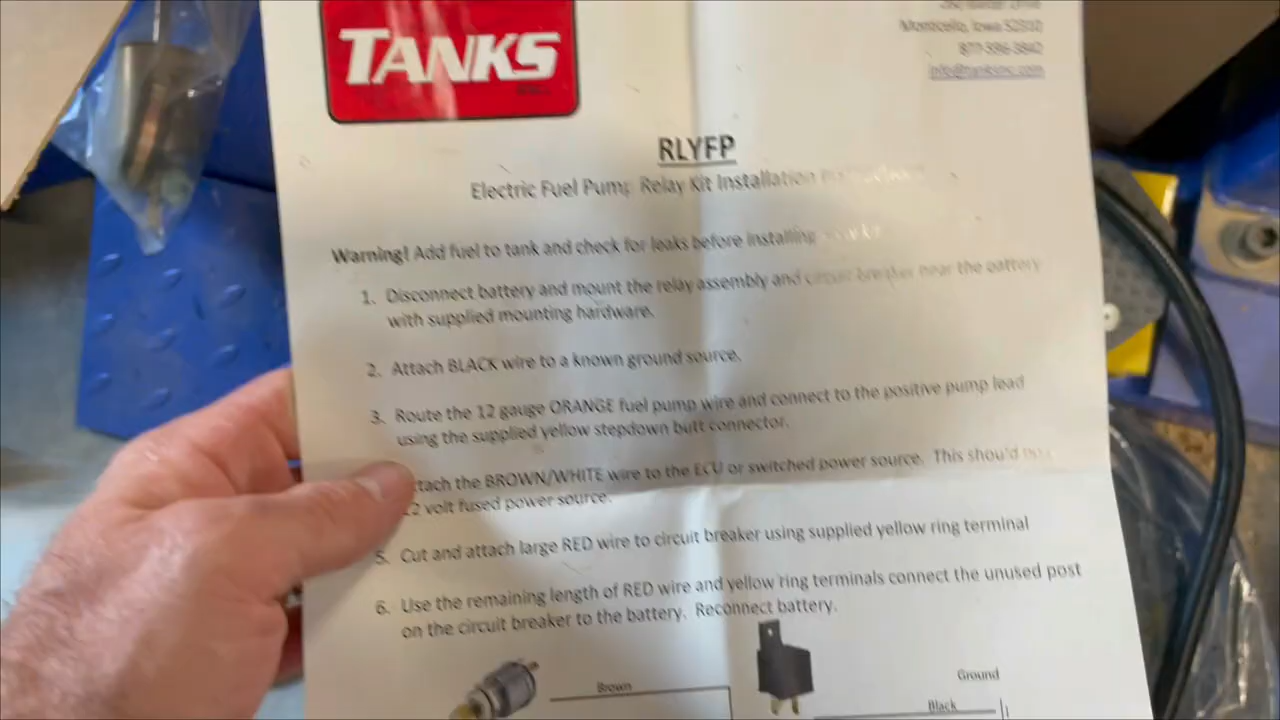 TANKS
Monticello, Iowa 52310
877-596-3842
info@tanksinc.com
RLYFP
Electric Fuel Pump Relay Kit Installation
Warning! Add fuel to tank and check for leaks before installing
1. Disconnect battery and mount the relay assembly and circuit breaker near the battery
with supplied mounting hardware.
2. Attach BLACK wire to a known ground source.
3. Route the 12 gauge ORANGE fuel pump wire and connect to the positive pump lead
using the supplied yellow stepdown butt connector.
tach the BROWN/WHITE wire to the ECU or switched power source. This should
12 volt fused power source.
5. Cut and attach large RED wire to circuit breaker using supplied yellow ring terminal
6. Use the remaining length of RED wire and yellow ring terminals connect the unused post
on the circuit breaker to the battery. Reconnect battery.
Brown
Ground
Black